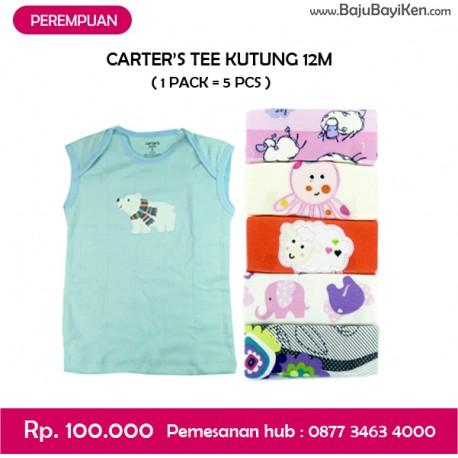 www.BajuBayiKen.com
PEREMPUAN
CARTER'S TEE KUTUNG 12M
( 1 PACK = 5 PCS )
carter's
Rp. 100.000 Pemesanan hub : 0877 3463 4000